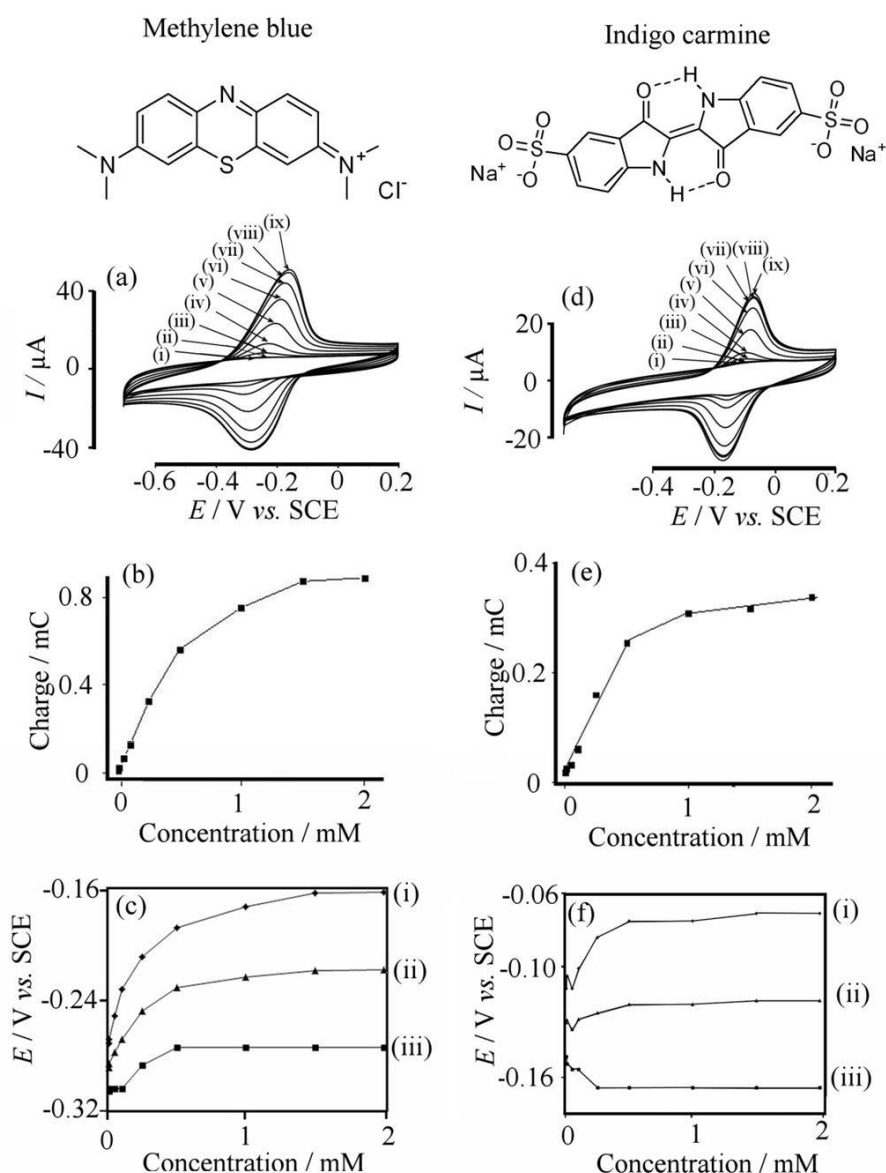 Methylene blue
Indigo carmine
N
N
S
N⁺
Cl⁻
O
H
N
O
S
O
⁻O
Na⁺
N
H
O
O
S
O
⁻O
Na⁺
(a)
(i)
(ii)
(iii)
(iv)
(v)
(vi)
(vii)
(viii)
(ix)
40
0
-40
I / μA
-0.6 -0.4 -0.2 0 0.2
E / V vs. SCE
(d)
(i)
(ii)
(iii)
(iv)
(v)
(vi)
(vii)
(viii)
(ix)
20
0
-20
I / μA
-0.4 -0.2 0 0.2
E / V vs. SCE
(b)
0.8
0.4
0
Charge / mC
0 1 2
Concentration / mM
(e)
0.4
0.2
0
Charge / mC
0 1 2
Concentration / mM
(c)
-0.16
-0.24
-0.32
E / V vs. SCE
(i)
(ii)
(iii)
0 1 2
Concentration / mM
(f)
-0.06
-0.10
-0.16
E / V vs. SCE
(i)
(ii)
(iii)
0 1 2
Concentration / mM